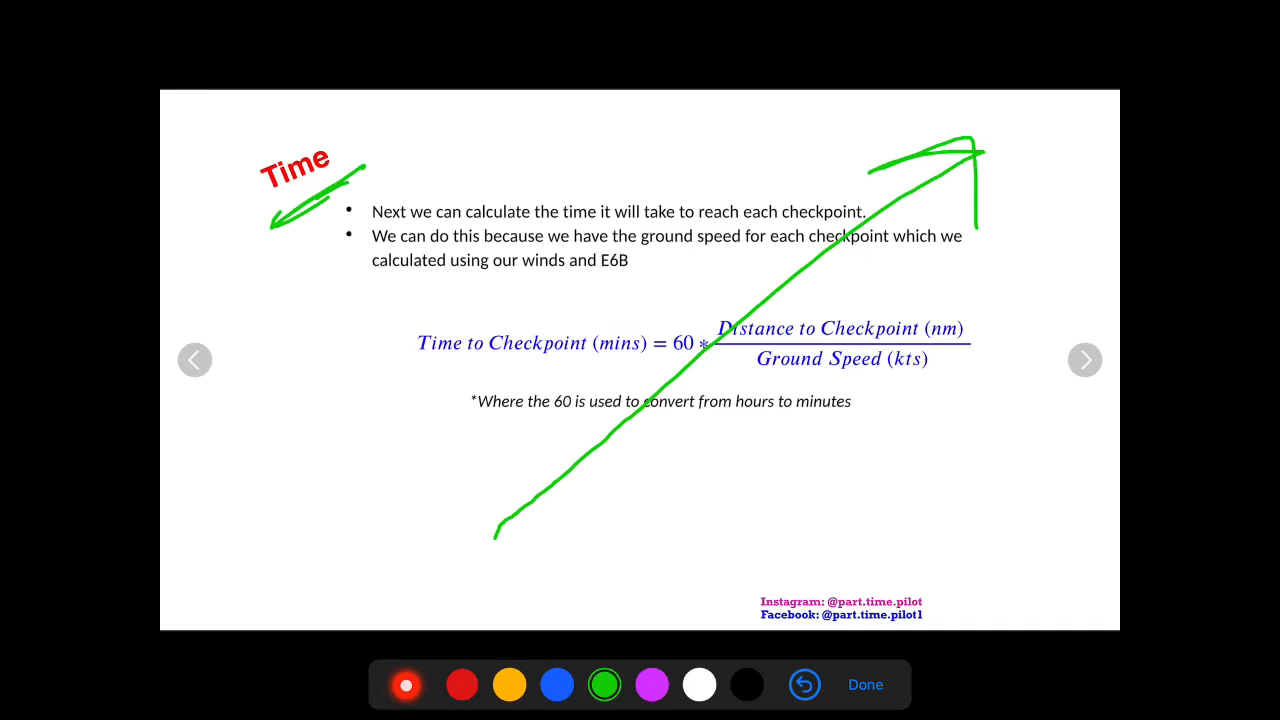 Time
• Next we can calculate the time it will take to reach each checkpoint.
• We can do this because we have the ground speed for each checkpoint which we
calculated using our winds and E6B
Time to Checkpoint (mins) = 60 * Distance to Checkpoint (nm) / Ground Speed (kts)
*Where the 60 is used to convert from hours to minutes
Instagram: @part.time.pilot
Facebook: @part.time.pilot1
Done